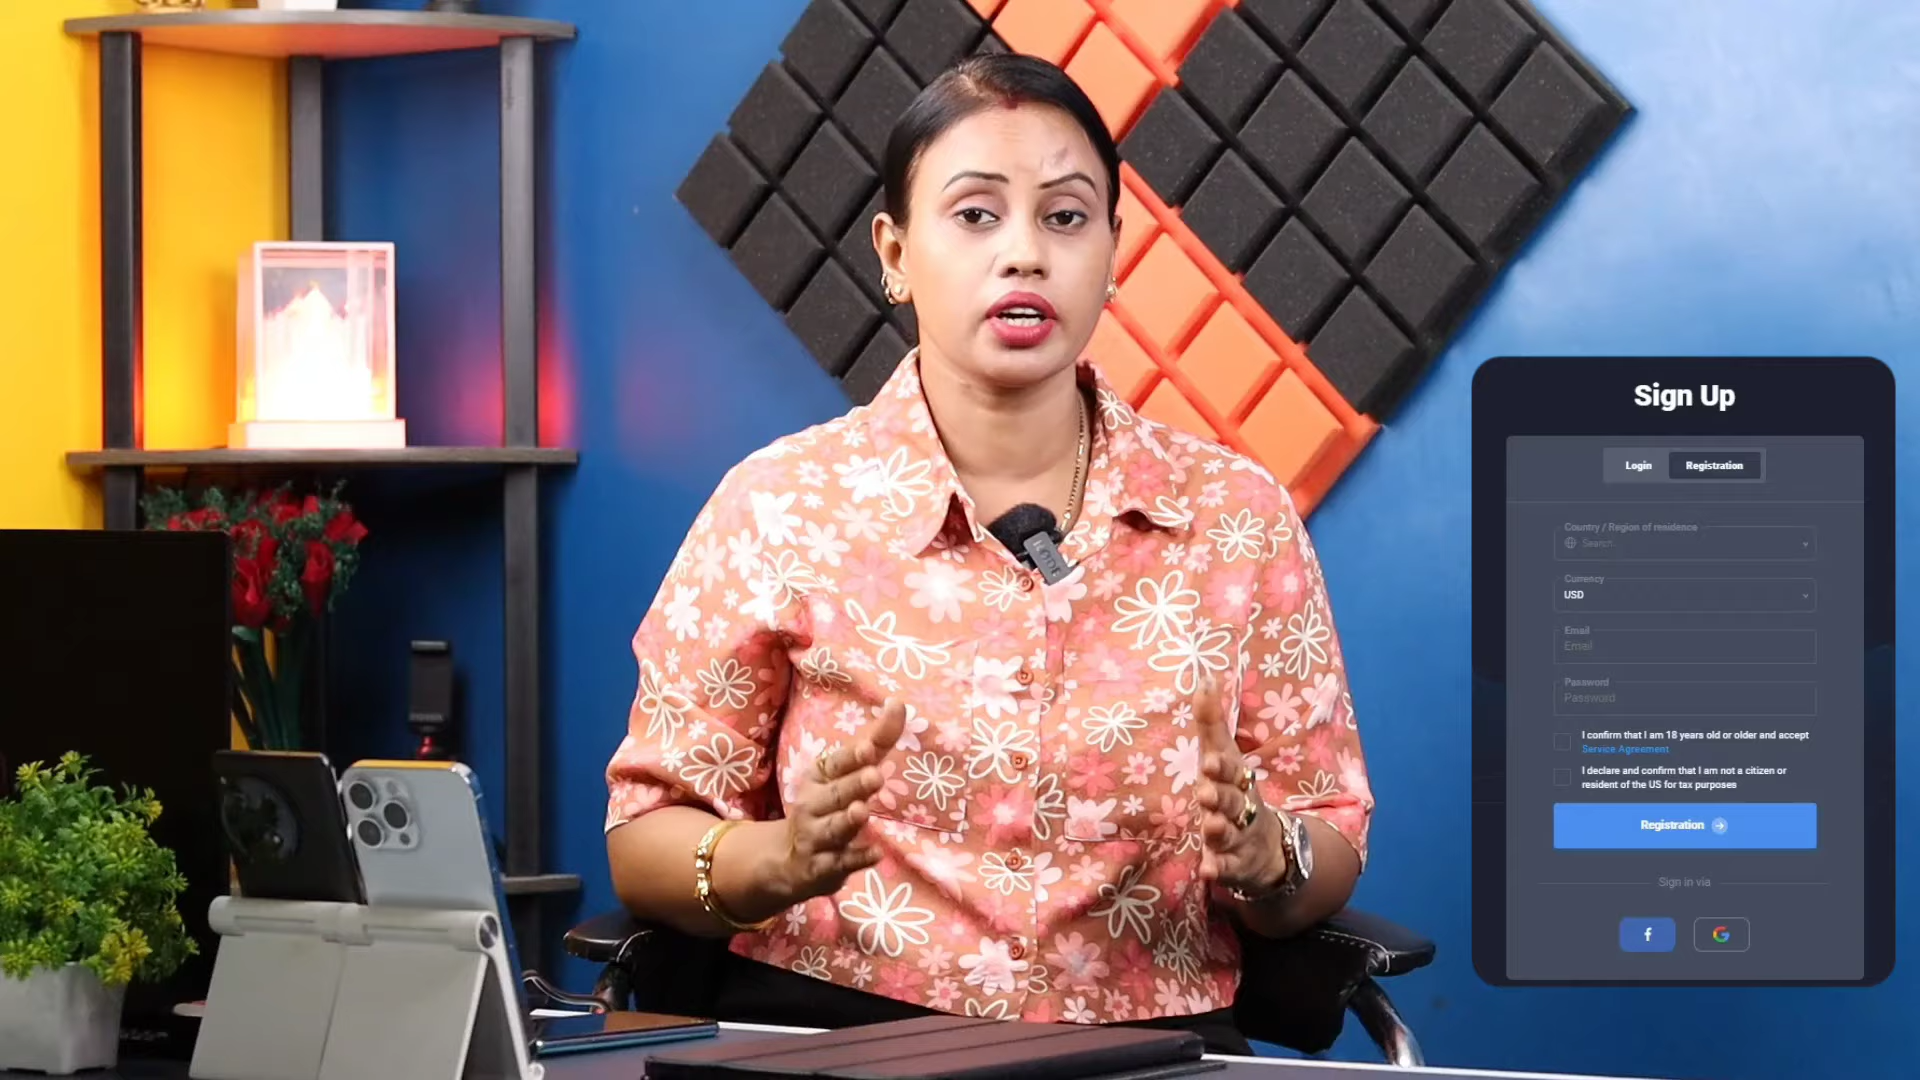 Sign Up
Login
Registration
Country / Region of residence
Search...
Currency
USD
Email
Email
Password
Password
I confirm that I am 18 years old or older and accept
Service Agreement
I declare and confirm that I am not a citizen or
resident of the US for tax purposes
Registration
Sign in via